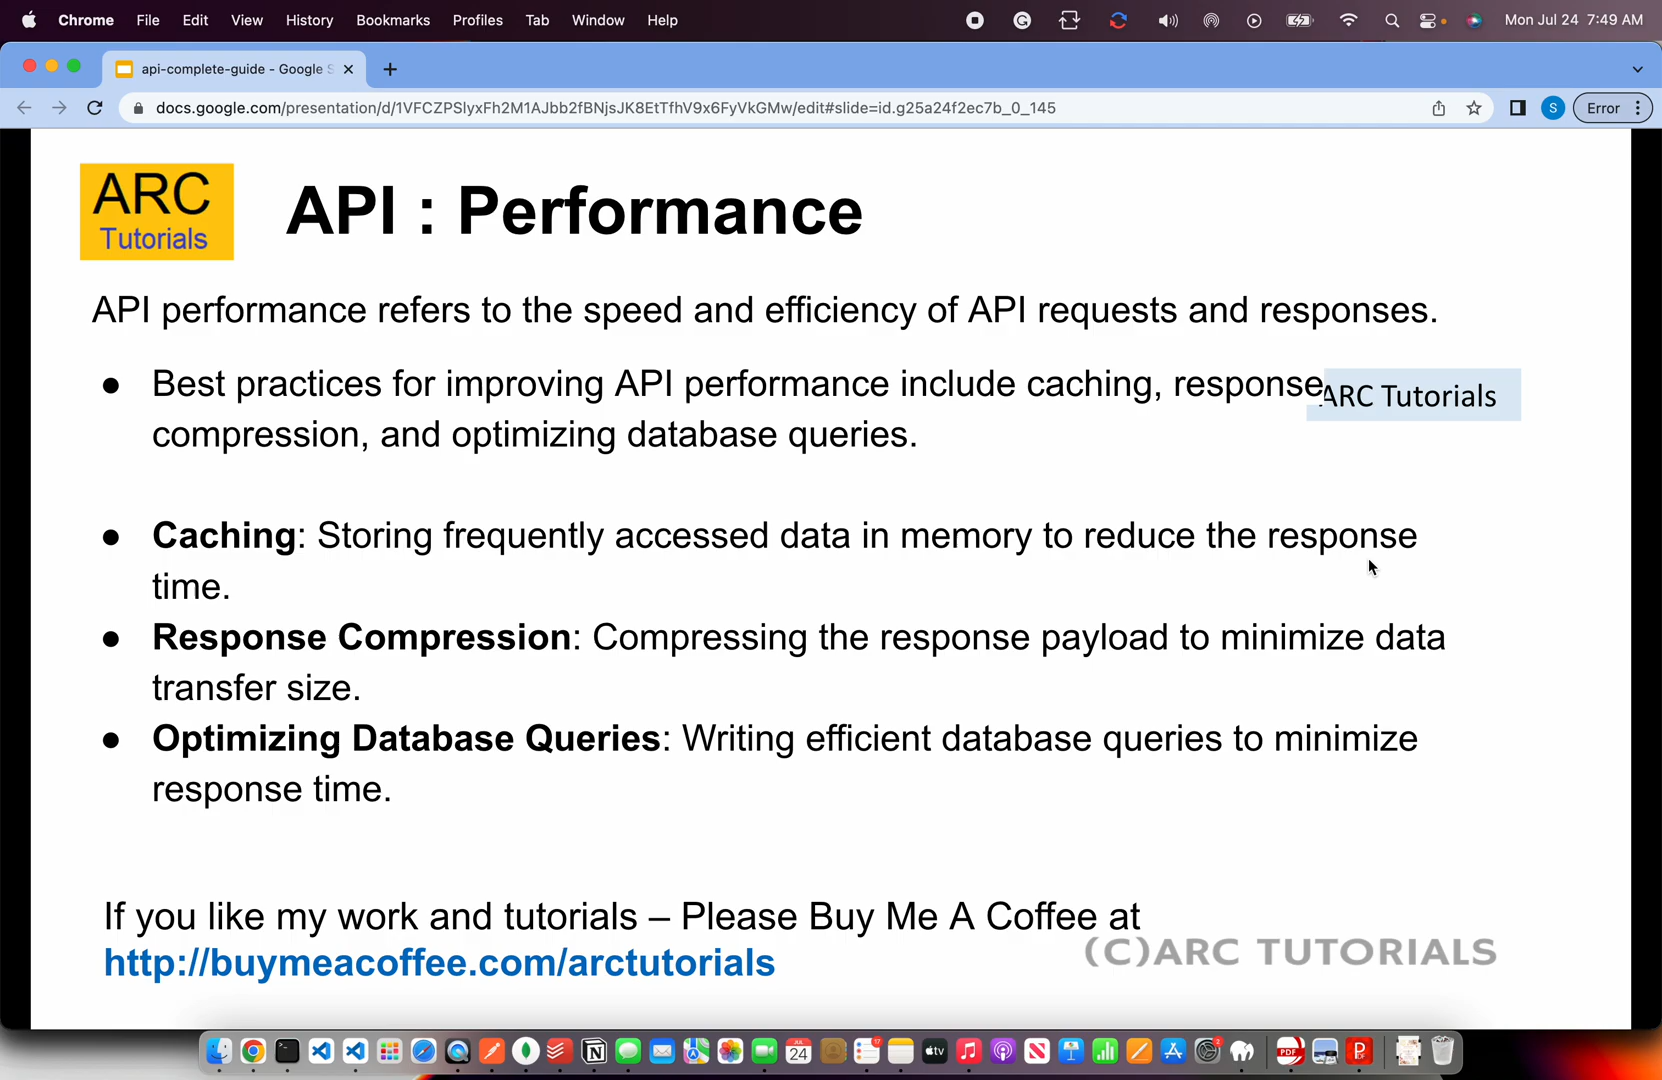 Chrome File Edit View History Bookmarks Profiles Tab Window Help Mon Jul 24 7:49 AM
api-complete-guide - Google S
docs.google.com/presentation/d/1VFCZPSlyxFh2M1AJbb2fBNjsJK8EtTfhV9x6FyVkGMw/edit#slide=id.g25a24f2ec7b_0_145 S Error
ARC
Tutorials
API : Performance
API performance refers to the speed and efficiency of API requests and responses.
● Best practices for improving API performance include caching, response
ARC Tutorials
compression, and optimizing database queries.
● Caching: Storing frequently accessed data in memory to reduce the response
time.
● Response Compression: Compressing the response payload to minimize data
transfer size.
● Optimizing Database Queries: Writing efficient database queries to minimize
response time.
If you like my work and tutorials – Please Buy Me A Coffee at
http://buymeacoffee.com/arctutorials
(C)ARC TUTORIALS
JUL
24
17
tv
2
PDF